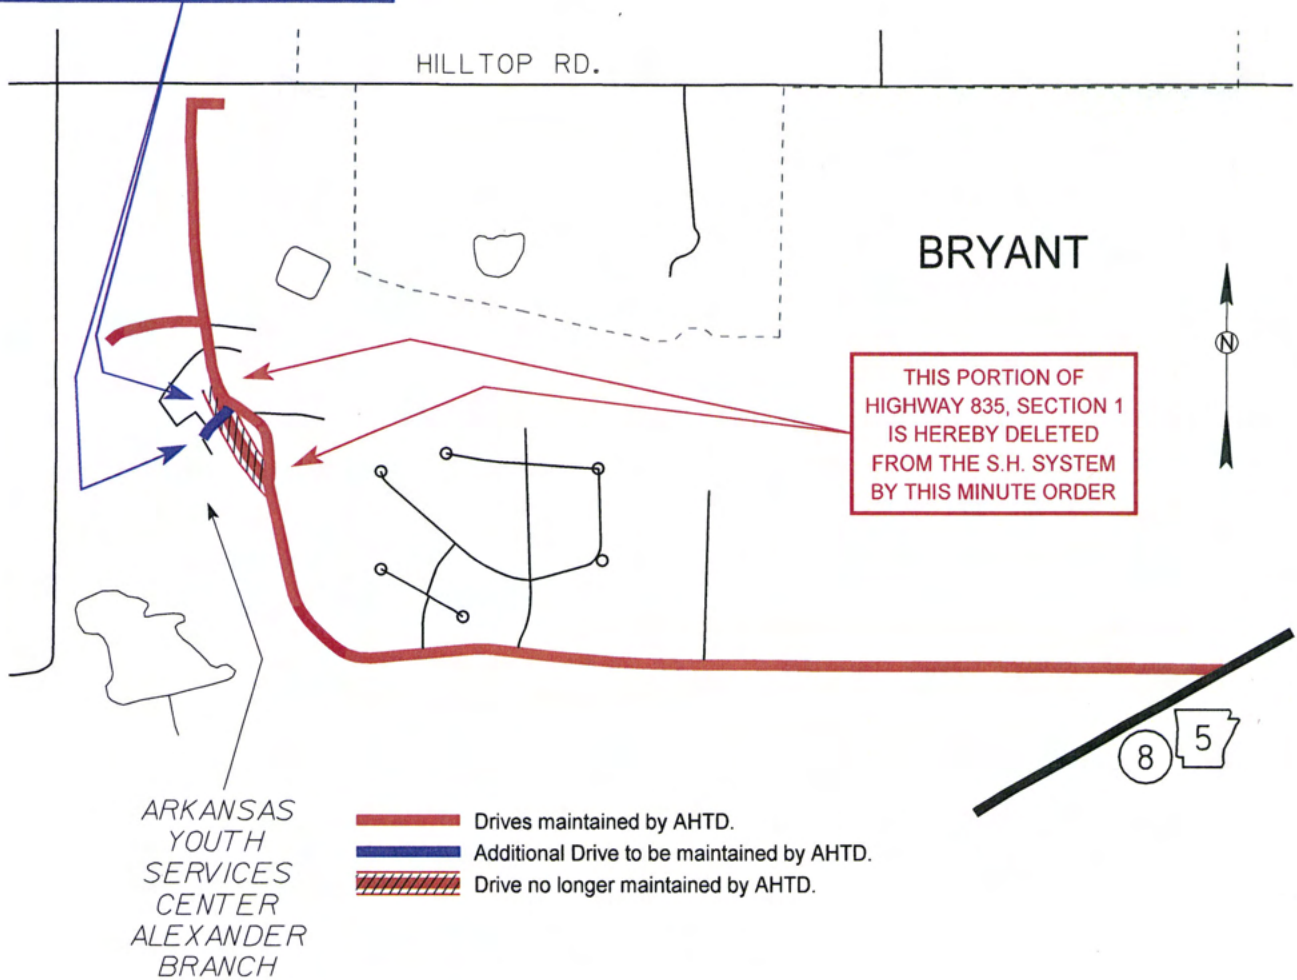 HILLTOP RD.
BRYANT
N
THIS PORTION OF
HIGHWAY 835, SECTION 1
IS HEREBY DELETED
FROM THE S.H. SYSTEM
BY THIS MINUTE ORDER
8
5
ARKANSAS
YOUTH
SERVICES
CENTER
ALEXANDER
BRANCH
Drives maintained by AHTD.
Additional Drive to be maintained by AHTD.
Drive no longer maintained by AHTD.